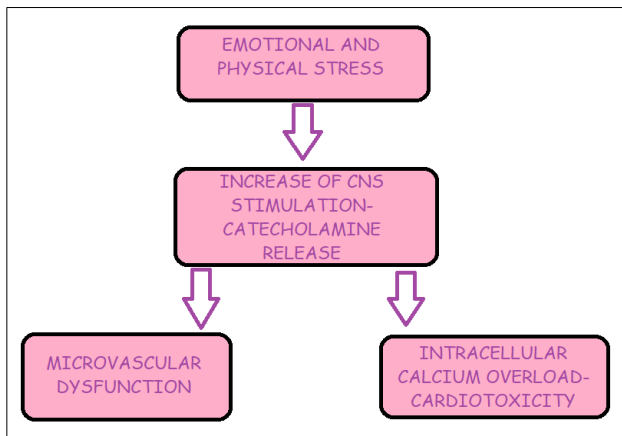 EMOTIONAL AND
PHYSICAL STRESS
INCREASE OF CNS
STIMULATION-
CATECHOLAMINE
RELEASE
MICROVASCULAR
DYSFUNCTION
INTRACELLULAR
CALCIUM OVERLOAD-
CARDIOTOXICITY